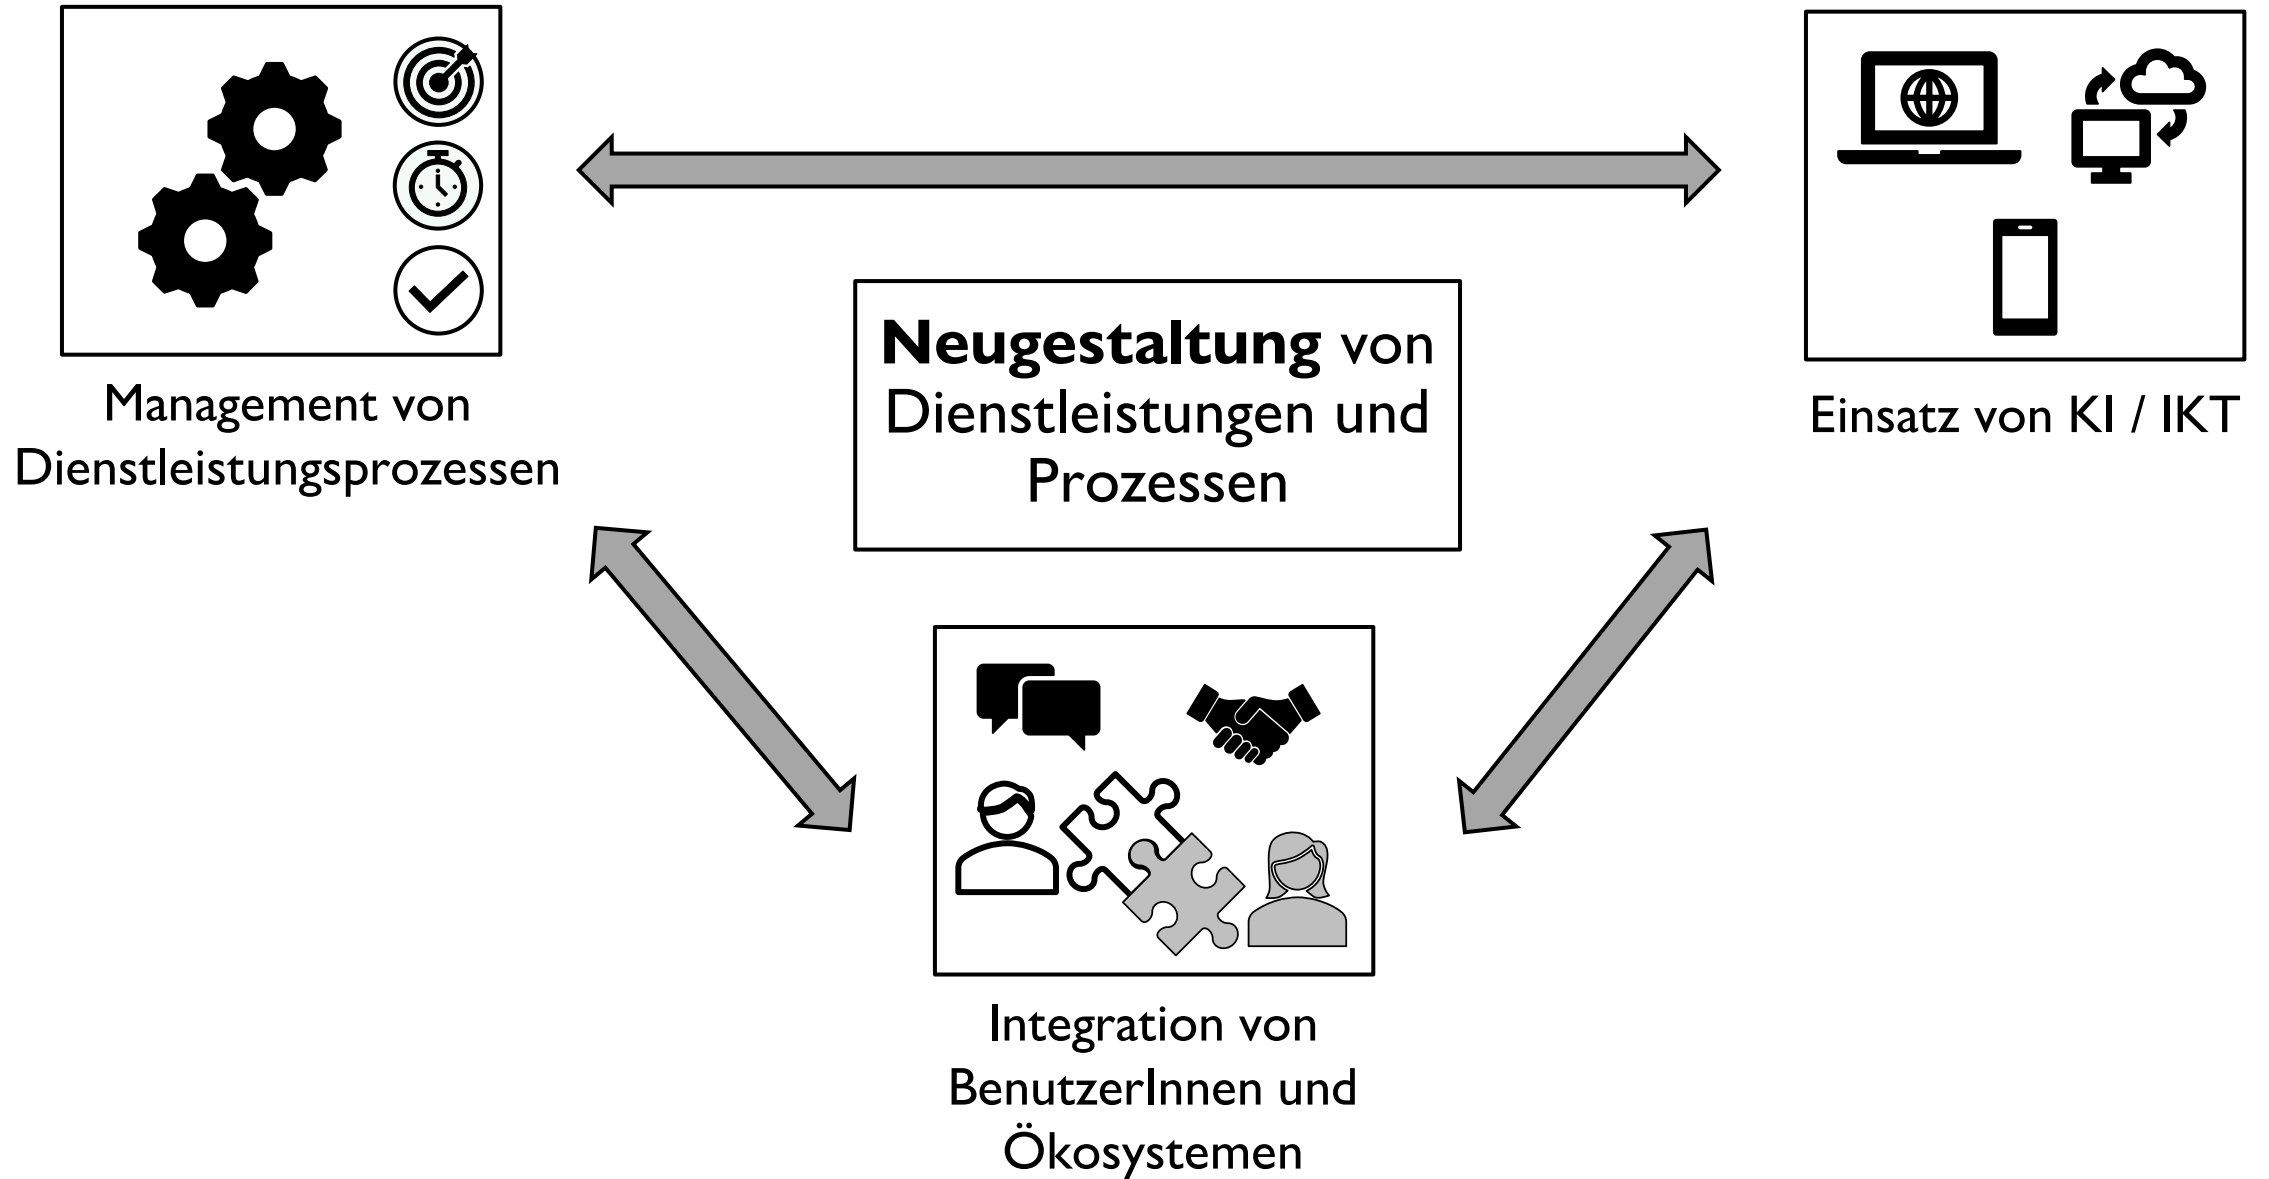 Management von
Dienstleistungsprozessen
Neugestaltung von
Dienstleistungen und
Prozessen
Einsatz von KI / IKT
Integration von
BenutzerInnen und
Ökosystemen